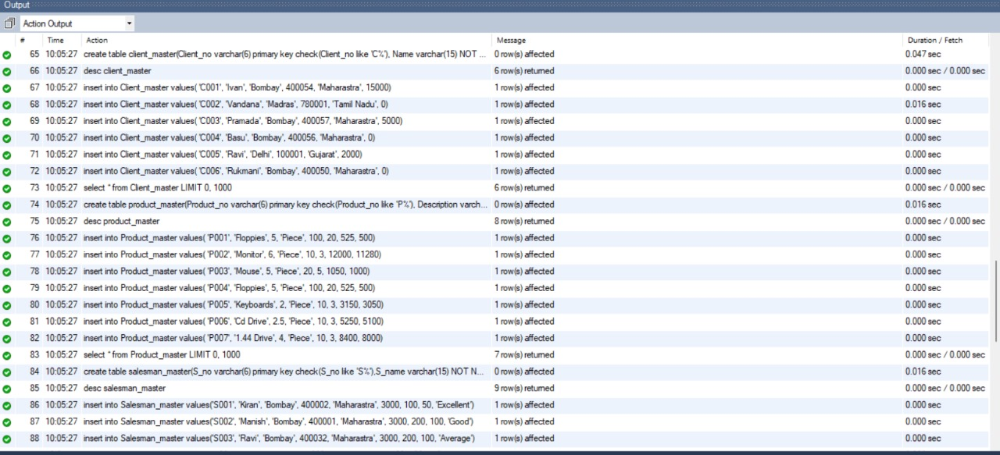 Output
Action Output
# Time Action Message Duration / Fetch
65 10:05:27 create table client_master(Client_no varchar(6) primary key check(Client_no like 'C%'), Name varchar(15) NOT ... 0 row(s) affected 0.047 sec
66 10:05:27 desc client_master 6 row(s) returned 0.000 sec / 0.000 sec
67 10:05:27 insert into Client_master values( 'C001', 'Ivan', 'Bombay', 400054, 'Maharastra', 15000) 1 row(s) affected 0.000 sec
68 10:05:27 insert into Client_master values( 'C002', 'Vandana', 'Madras', 780001, 'Tamil Nadu', 0) 1 row(s) affected 0.016 sec
69 10:05:27 insert into Client_master values( 'C003', 'Pramada', 'Bombay', 400057, 'Maharastra', 5000) 1 row(s) affected 0.000 sec
70 10:05:27 insert into Client_master values( 'C004', 'Basu', 'Bombay', 400056, 'Maharastra', 0) 1 row(s) affected 0.000 sec
71 10:05:27 insert into Client_master values( 'C005', 'Ravi', 'Delhi', 100001, 'Gujarat', 2000) 1 row(s) affected 0.000 sec
72 10:05:27 insert into Client_master values( 'C006', 'Rukmani', 'Bombay', 400050, 'Maharastra', 0) 1 row(s) affected 0.000 sec
73 10:05:27 select * from Client_master LIMIT 0, 1000 6 row(s) returned 0.000 sec / 0.000 sec
74 10:05:27 create table product_master(Product_no varchar(6) primary key check(Product_no like 'P%'), Description varch... 0 row(s) affected 0.016 sec
75 10:05:27 desc product_master 8 row(s) returned 0.000 sec / 0.000 sec
76 10:05:27 insert into Product_master values( 'P001', 'Floppies', 5, 'Piece', 100, 20, 525, 500) 1 row(s) affected 0.000 sec
77 10:05:27 insert into Product_master values( 'P002', 'Monitor', 6, 'Piece', 10, 3, 12000, 11280) 1 row(s) affected 0.000 sec
78 10:05:27 insert into Product_master values( 'P003', 'Mouse', 5, 'Piece', 20, 5, 1050, 1000) 1 row(s) affected 0.000 sec
79 10:05:27 insert into Product_master values( 'P004', 'Floppies', 5, 'Piece', 100, 20, 525, 500) 1 row(s) affected 0.000 sec
80 10:05:27 insert into Product_master values( 'P005', 'Keyboards', 2, 'Piece', 10, 3, 3150, 3050) 1 row(s) affected 0.000 sec
81 10:05:27 insert into Product_master values( 'P006', 'Cd Drive', 2.5, 'Piece', 10, 3, 5250, 5100) 1 row(s) affected 0.000 sec
82 10:05:27 insert into Product_master values( 'P007', '1.44 Drive', 4, 'Piece', 10, 3, 8400, 8000) 1 row(s) affected 0.000 sec
83 10:05:27 select * from Product_master LIMIT 0, 1000 7 row(s) returned 0.000 sec / 0.000 sec
84 10:05:27 create table salesman_master(S_no varchar(6) primary key check(S_no like 'S%'),S_name varchar(15) NOT N... 0 row(s) affected 0.016 sec
85 10:05:27 desc salesman_master 9 row(s) returned 0.000 sec / 0.000 sec
86 10:05:27 insert into Salesman_master values('S001', 'Kiran', 'Bombay', 400002, 'Maharastra', 3000, 100, 50, 'Excellent') 1 row(s) affected 0.000 sec
87 10:05:27 insert into Salesman_master values('S002', 'Manish', 'Bombay', 400001, 'Maharastra', 3000, 200, 100, 'Good') 1 row(s) affected 0.000 sec
88 10:05:27 insert into Salesman_master values('S003', 'Ravi', 'Bombay', 400032, 'Maharastra', 3000, 200, 100, 'Average') 1 row(s) affected 0.000 sec